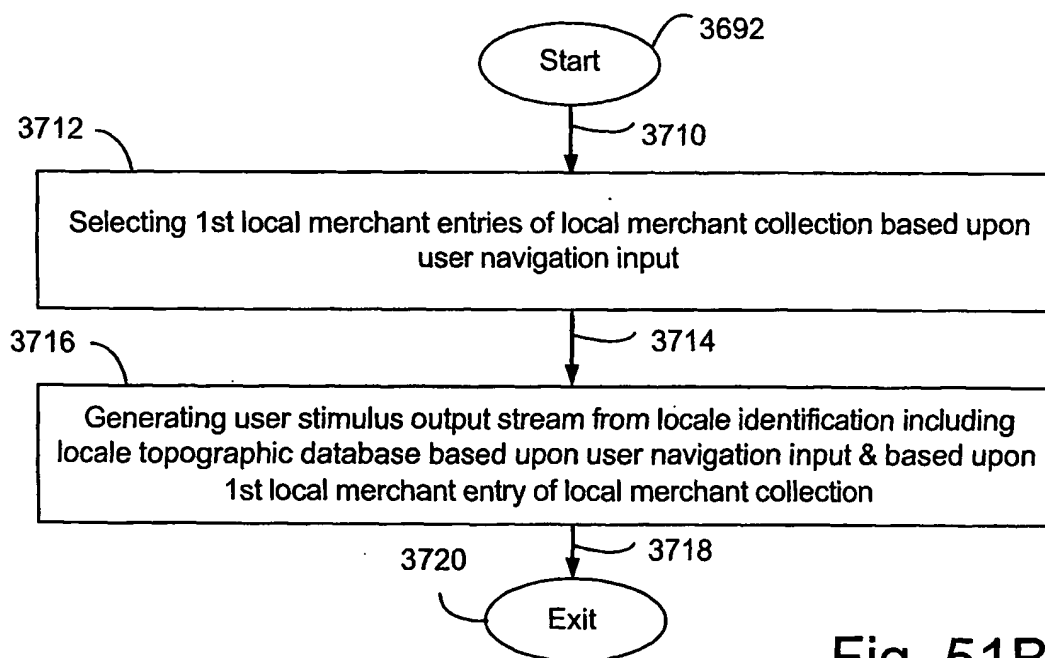 3692
Start
3710
3712
Selecting 1st local merchant entries of local merchant collection based upon
user navigation input
3714
3716
Generating user stimulus output stream from locale identification including
locale topographic database based upon user navigation input & based upon
1st local merchant entry of local merchant collection
3718
3720
Exit
Fig. 51B